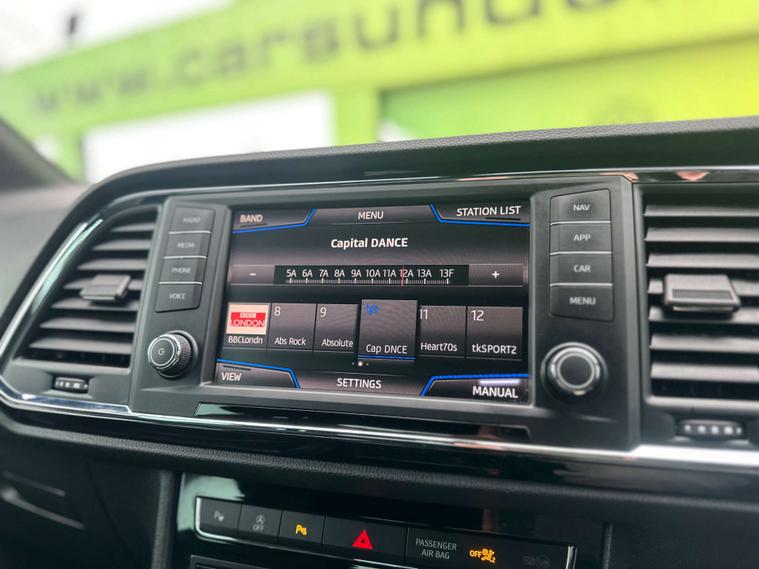 www.carsunday
RADIO
MEDIA
PHONE
VOICE
BAND
MENU
STATION LIST
Capital DANCE
-
5A 6A 7A 8A 9A 10A 11A 12A 13A 13F
+
BBC
LONDON
BBCLondn
8
Abs Rock
9
Absolute
10
Cap DNCE
11
Heart70s
12
tkSPORT2
VIEW
SETTINGS
MANUAL
NAV
APP
CAR
MENU
OFF
PASSENGER
AIR BAG
OFF
2